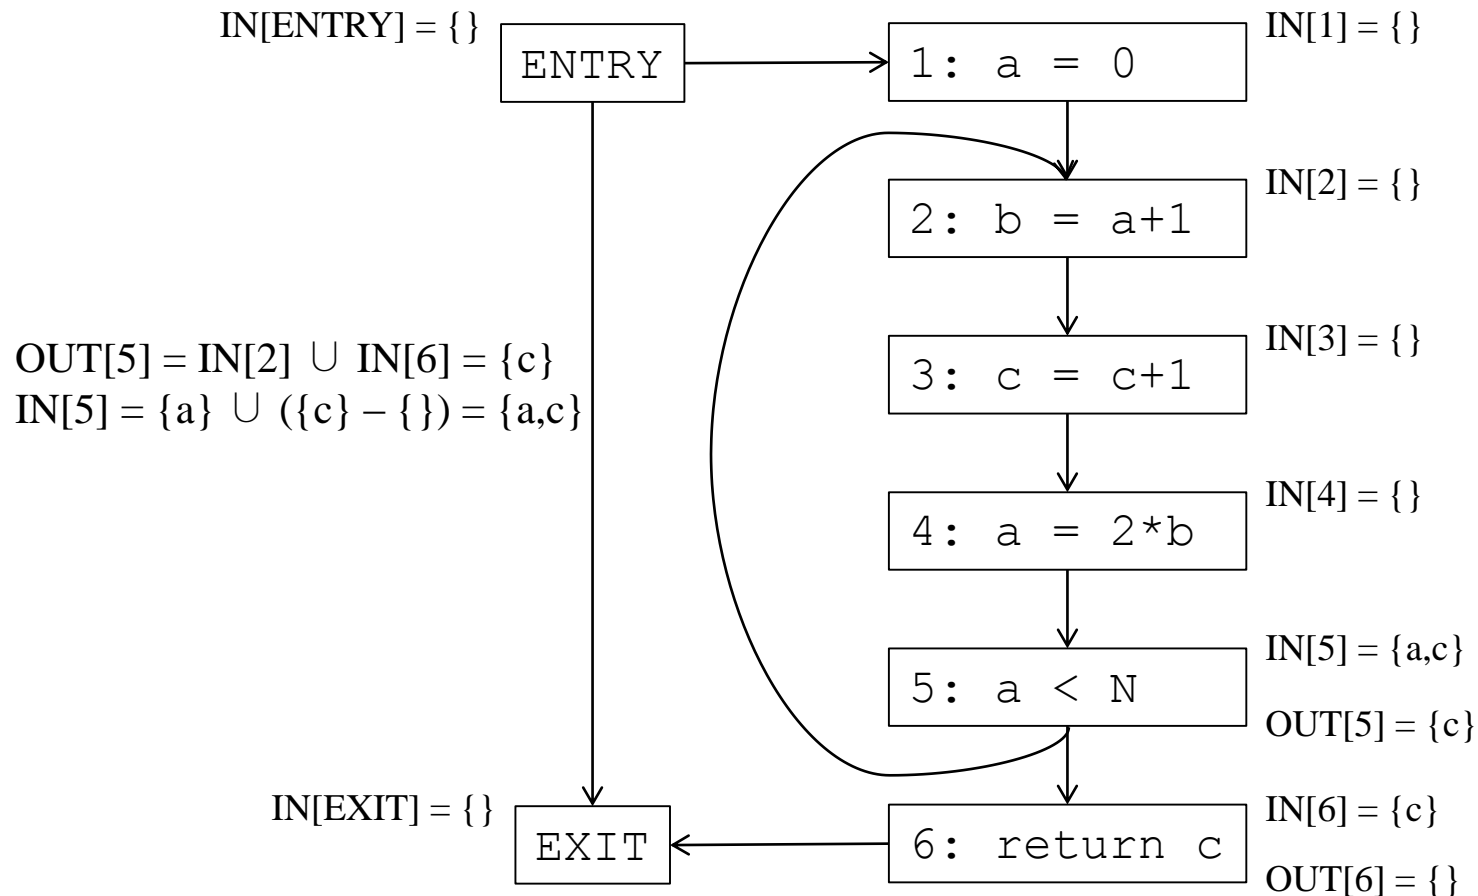 IN[ENTRY] = {}
ENTRY
1: a = 0
IN[1] = {}
2: b = a+1
IN[2] = {}
3: c = c+1
IN[3] = {}
OUT[5] = IN[2] ∪ IN[6] = {c}
IN[5] = {a} ∪ ({c} – {}) = {a,c}
4: a = 2*b
IN[4] = {}
5: a < N
IN[5] = {a,c}
OUT[5] = {c}
IN[EXIT] = {}
EXIT
6: return c
IN[6] = {c}
OUT[6] = {}